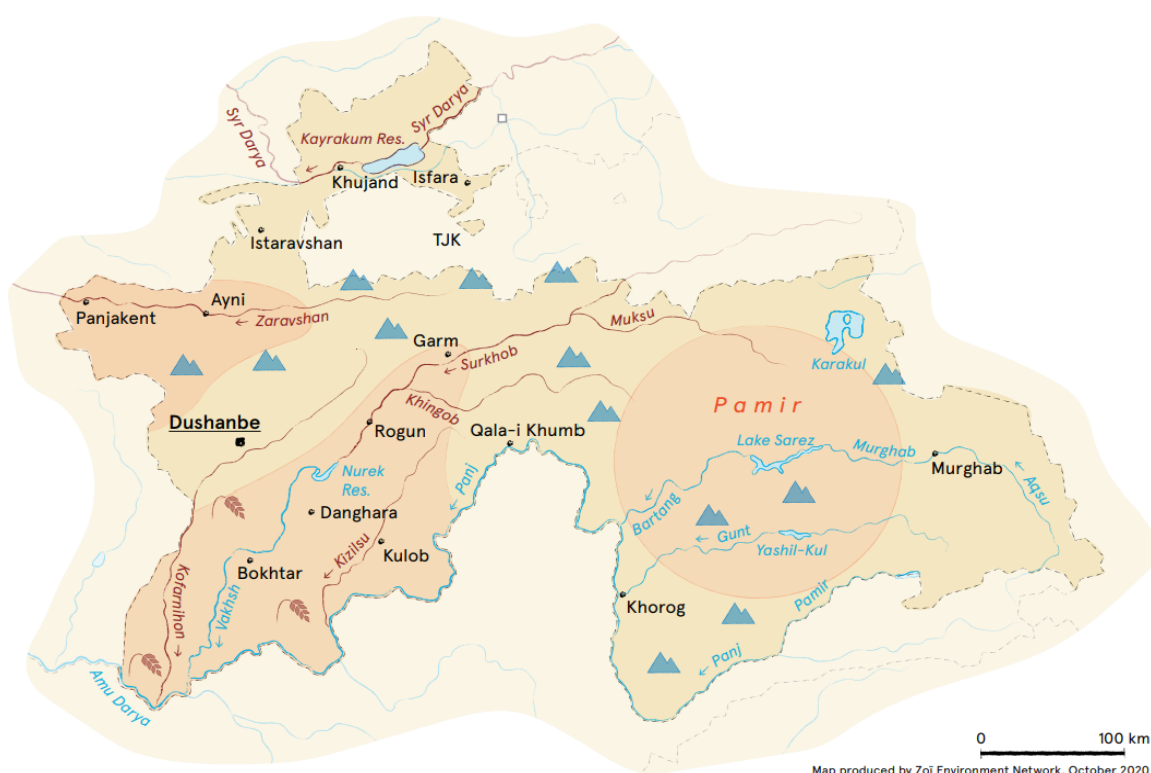 Syr Darya
Syr Darya
Kayrakum Res.
Khujand
Isfara
Istaravshan
TJK
Panjakent
Ayni
Zaravshan
Garm
Surkhob
Muksu
Karakul
Khingob
Pamir
Dushanbe
Rogun
Qala-i Khumb
Lake Sarez
Murghab
Murghab
Aqsu
Nurek
Res.
Panj
Bartang
Danghara
Gunt
Yashil-Kul
Kizilsu
Kulob
Bokhtar
Kofarnihon
Vakhsh
Khorog
Pamir
Panj
Amu Darya
0 100 km
Map produced by Zoï Environment Network, October 2020